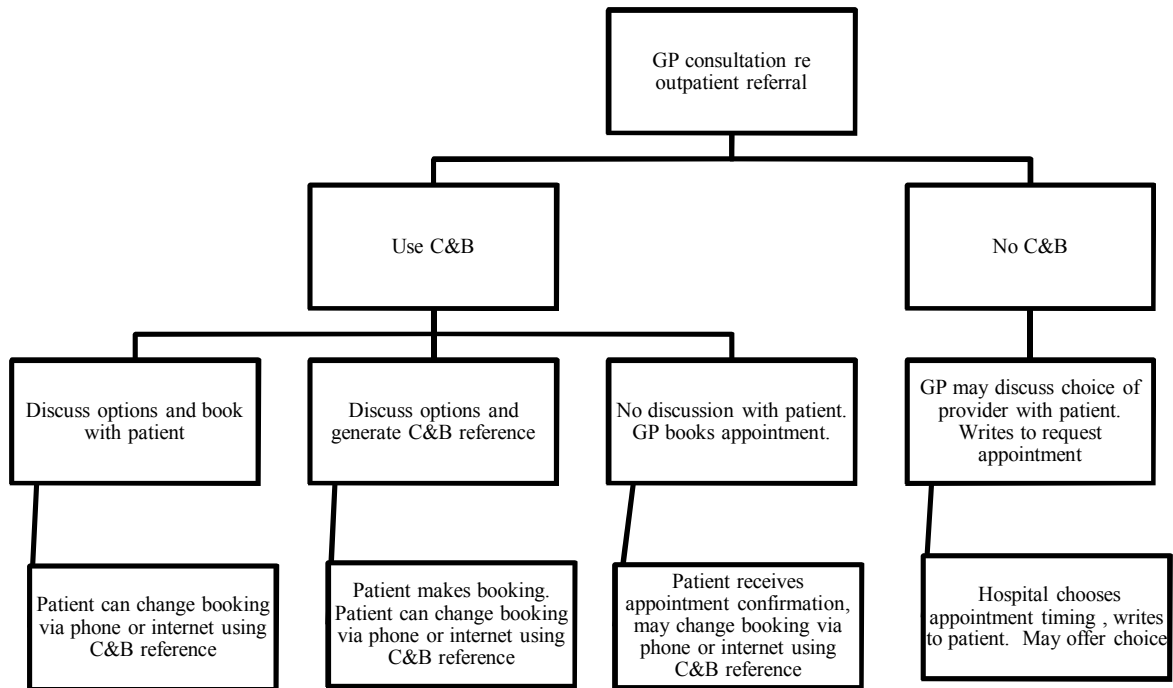 GP consultation re
outpatient referral
Use C&B
No C&B
Discuss options and book
with patient
Discuss options and
generate C&B reference
No discussion with patient.
GP books appointment.
GP may discuss choice of
provider with patient.
Writes to request
appointment
Patient can change booking
via phone or internet using
C&B reference
Patient makes booking.
Patient can change booking
via phone or internet using
C&B reference
Patient receives
appointment confirmation,
may change booking via
phone or internet using
C&B reference
Hospital chooses
appointment timing , writes
to patient. May offer choice